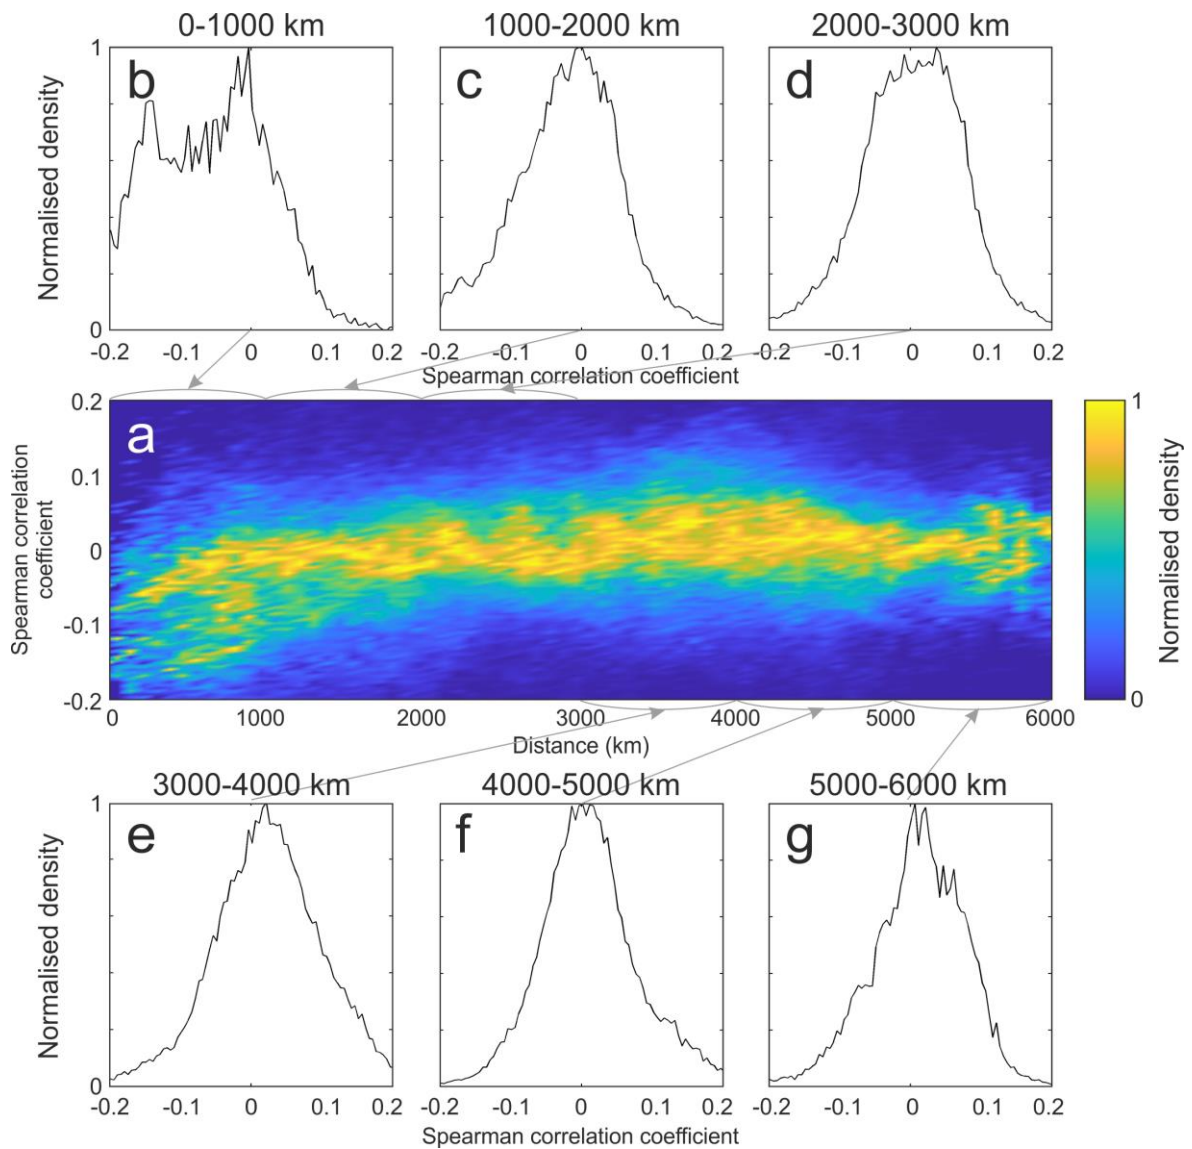 0-1000 km
1000-2000 km
2000-3000 km
1
b
c
d
Normalised density
0
-0.2 -0.1 0 0.1 0.2
-0.2 -0.1 0 0.1 0.2
-0.2 -0.1 0 0.1 0.2
Spearman correlation coefficient
0.2
0.1
0
-0.1
-0.2
Spearman correlation
coefficient
a
1
0
Normalised density
0 1000 2000 3000 4000 5000 6000
Distance (km)
3000-4000 km
4000-5000 km
5000-6000 km
1
e
f
g
Normalised density
0
-0.2 -0.1 0 0.1 0.2
-0.2 -0.1 0 0.1 0.2
-0.2 -0.1 0 0.1 0.2
Spearman correlation coefficient